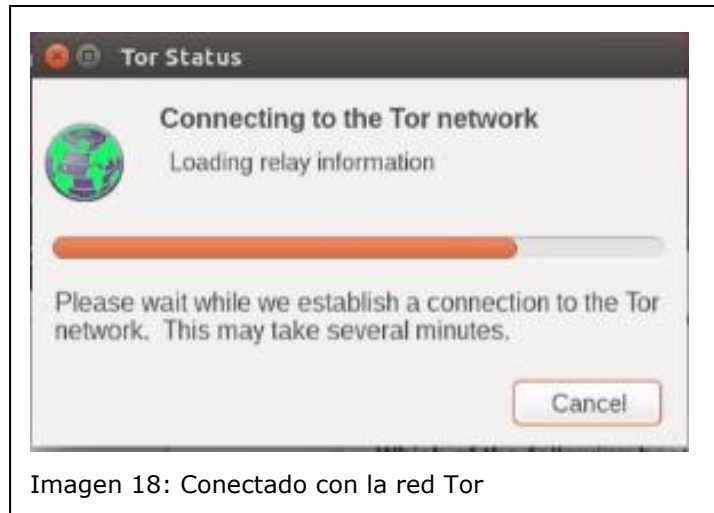 Tor Status
Connecting to the Tor network
Loading relay information
Please wait while we establish a connection to the Tor
network. This may take several minutes.
Cancel
Imagen 18: Conectado con la red Tor